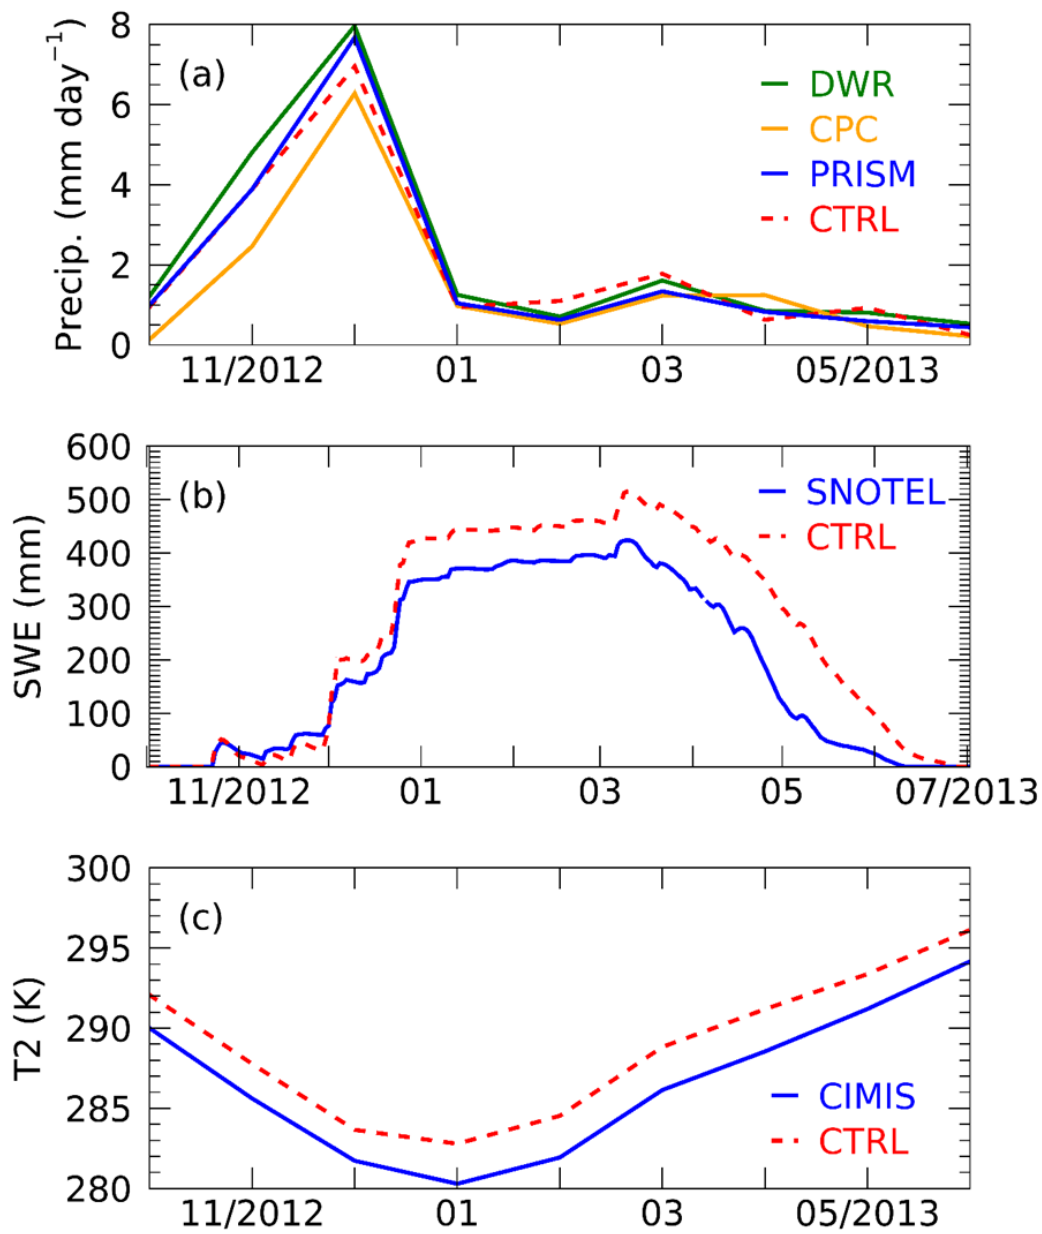 Precip. (mm day⁻¹)
(a)
8
6
4
2
0
DWR
CPC
PRISM
CTRL
11/2012 01 03 05/2013
SWE (mm)
(b)
600
500
400
300
200
100
0
SNOTEL
CTRL
11/2012 01 03 05 07/2013
T2 (K)
(c)
300
295
290
285
280
CIMIS
CTRL
11/2012 01 03 05/2013